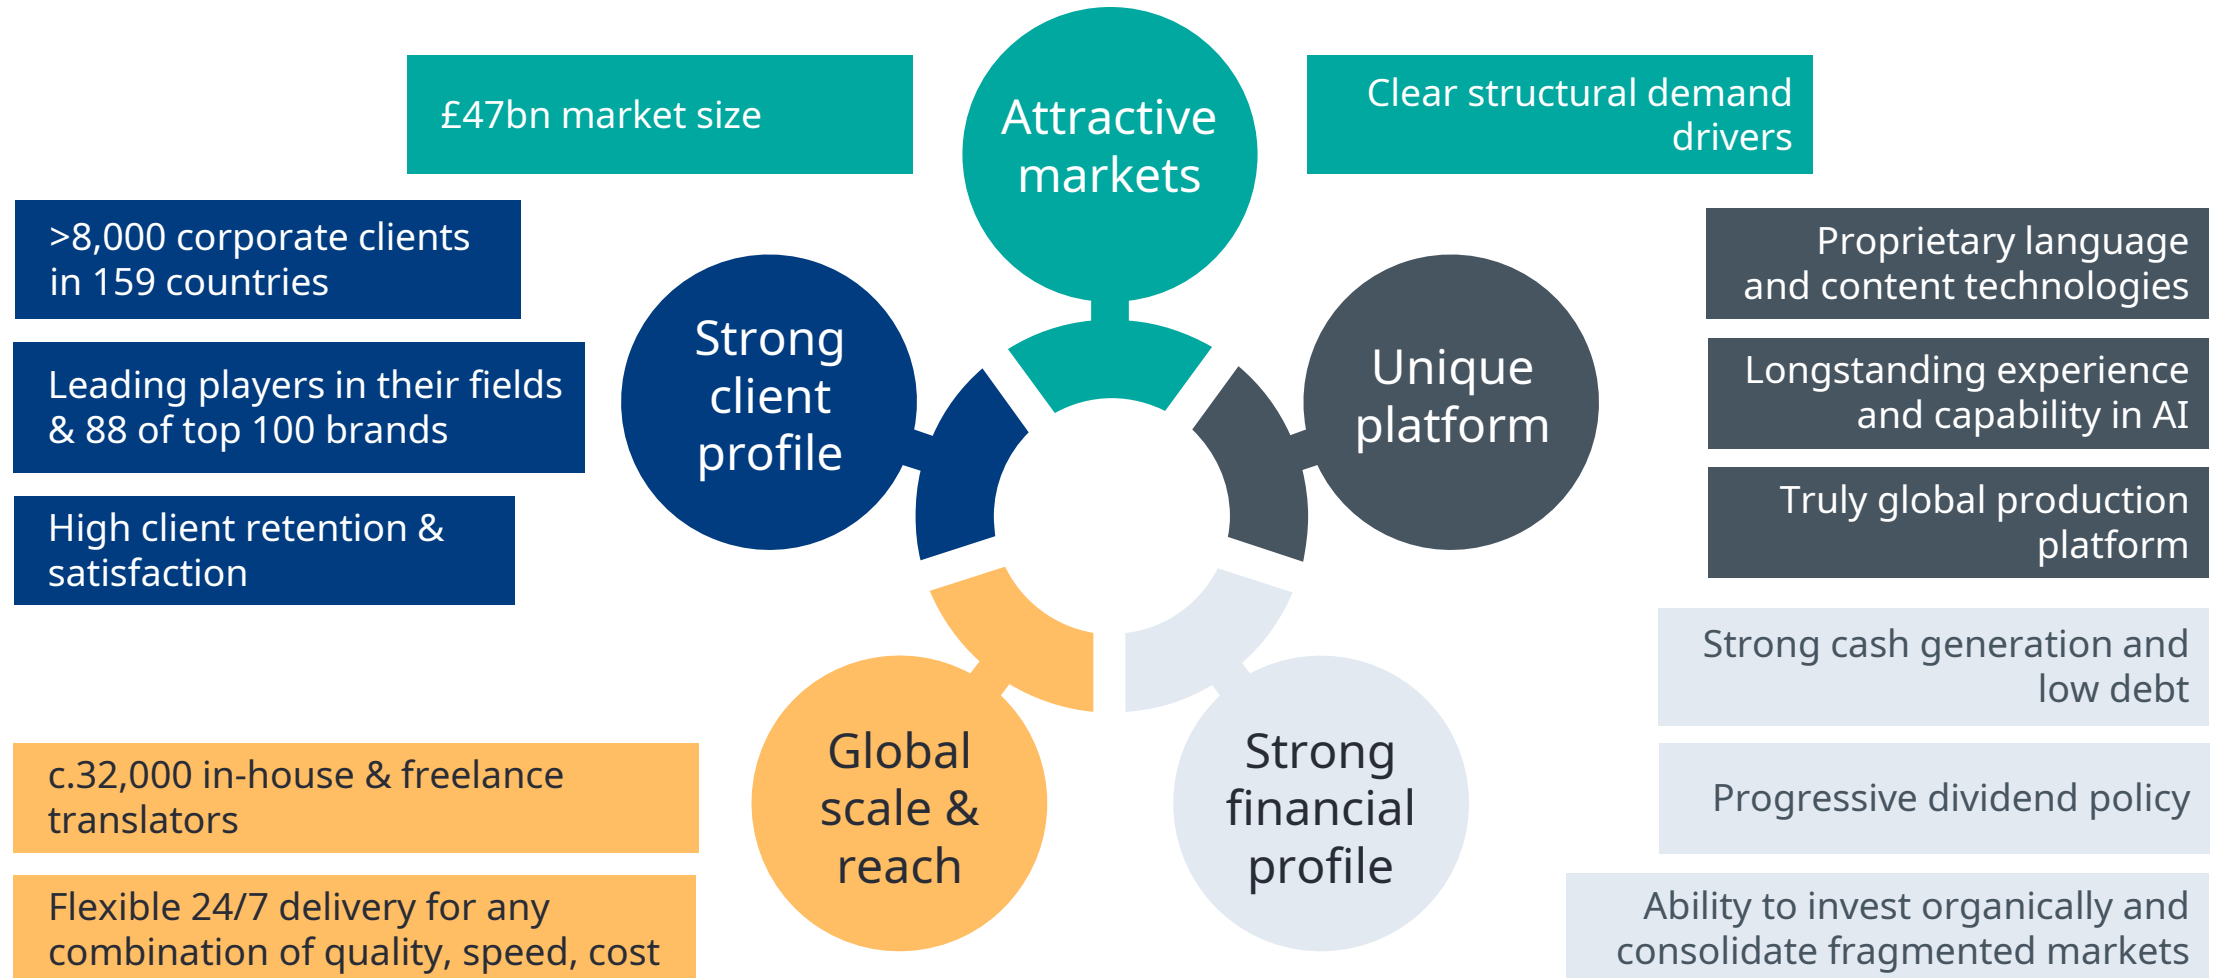 £47bn market size
Attractive
markets
Clear structural demand
drivers
>8,000 corporate clients
in 159 countries
Leading players in their fields
& 88 of top 100 brands
High client retention &
satisfaction
Strong
client
profile
Unique
platform
Proprietary language
and content technologies
Longstanding experience
and capability in AI
Truly global production
platform
c.32,000 in-house & freelance
translators
Flexible 24/7 delivery for any
combination of quality, speed, cost
Global
scale &
reach
Strong
financial
profile
Strong cash generation and
low debt
Progressive dividend policy
Ability to invest organically and
consolidate fragmented markets